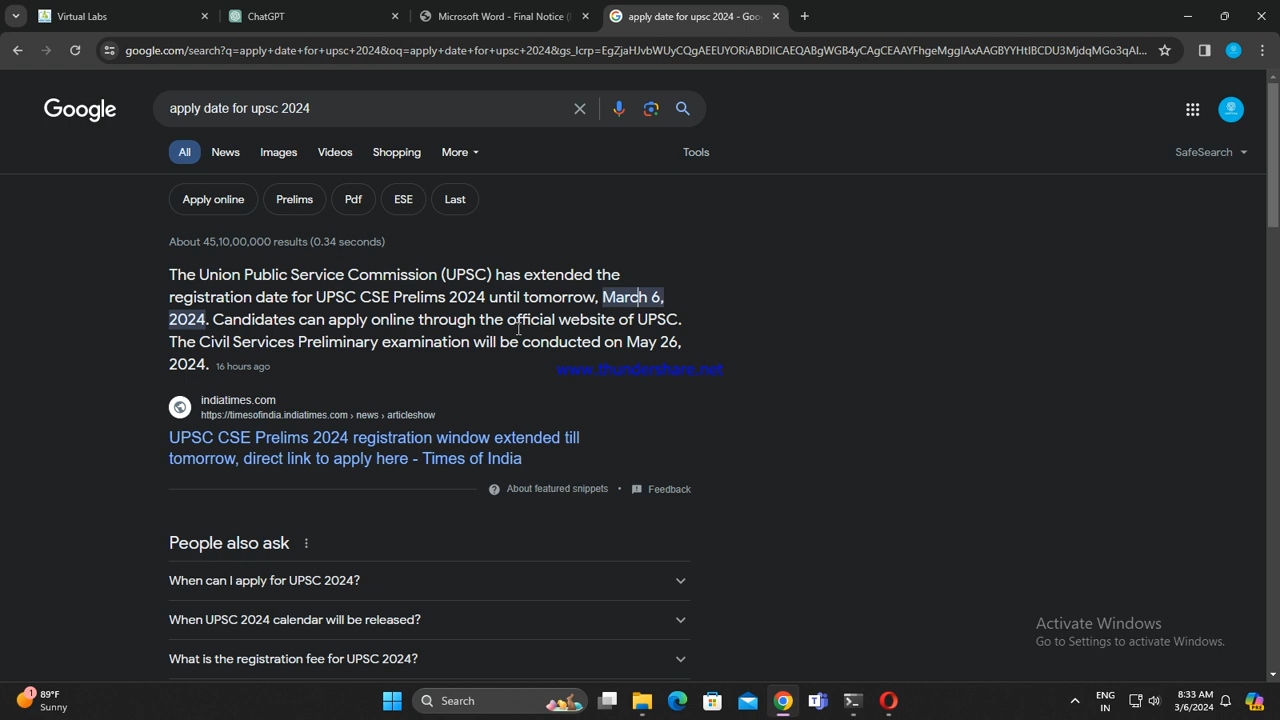 Virtual Labs
ChatGPT
Microsoft Word - Final Notice (
apply date for upsc 2024 - Goo
google.com/search?q=apply+date+for+upsc+2024&oq=apply+date+for+upsc+2024&gs_lcrp=EgZjaHJvbWUyCQgAEEUYORiABDIICAEQABgWGB4yCAgCEAAYFhgeMggIAxAAGBYYHtIBCDU3MjdqMGo3qAI...
Google
apply date for upsc 2024
All
News
Images
Videos
Shopping
More
Tools
SafeSearch
Apply online
Prelims
Pdf
ESE
Last
About 45,10,00,000 results (0.34 seconds)
The Union Public Service Commission (UPSC) has extended the
registration date for UPSC CSE Prelims 2024 until tomorrow, March 6,
2024. Candidates can apply online through the official website of UPSC.
The Civil Services Preliminary examination will be conducted on May 26,
2024. 16 hours ago
www.thundershare.net
indiatimes.com
https://timesofindia.indiatimes.com › news › articleshow
UPSC CSE Prelims 2024 registration window extended till
tomorrow, direct link to apply here - Times of India
About featured snippets
Feedback
People also ask
When can I apply for UPSC 2024?
When UPSC 2024 calendar will be released?
What is the registration fee for UPSC 2024?
Activate Windows
Go to Settings to activate Windows.
1
89°F
Sunny
Search
ENG
IN
8:33 AM
3/6/2024